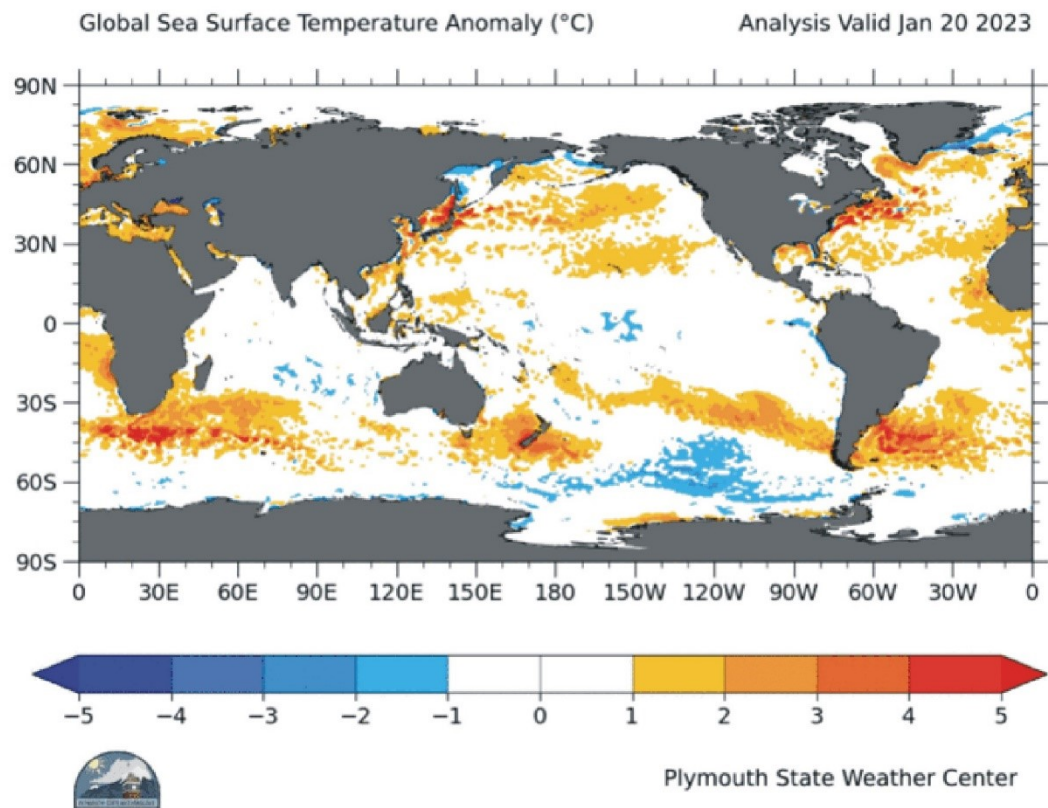 Global Sea Surface Temperature Anomaly (°C) Analysis Valid Jan 20 2023
90N
60N
30N
0
30S
60S
90S
0 30E 60E 90E 120E 150E 180 150W 120W 90W 60W 30W 0
−5 −4 −3 −2 −1 0 1 2 3 4 5
Plymouth State Weather Center